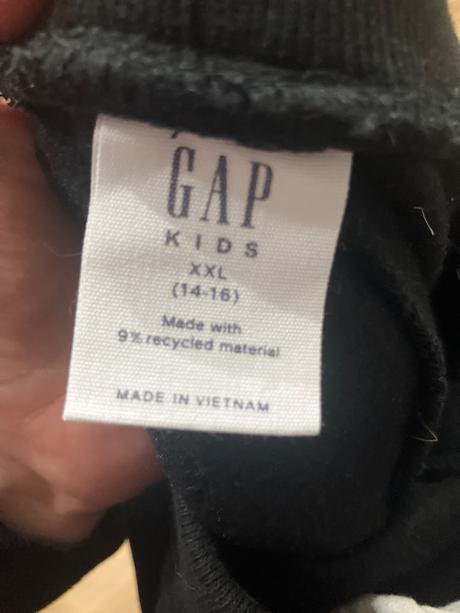 GAP
KIDS
XXL
(14-16)
Made with
9% recycled material
MADE IN VIETNAM